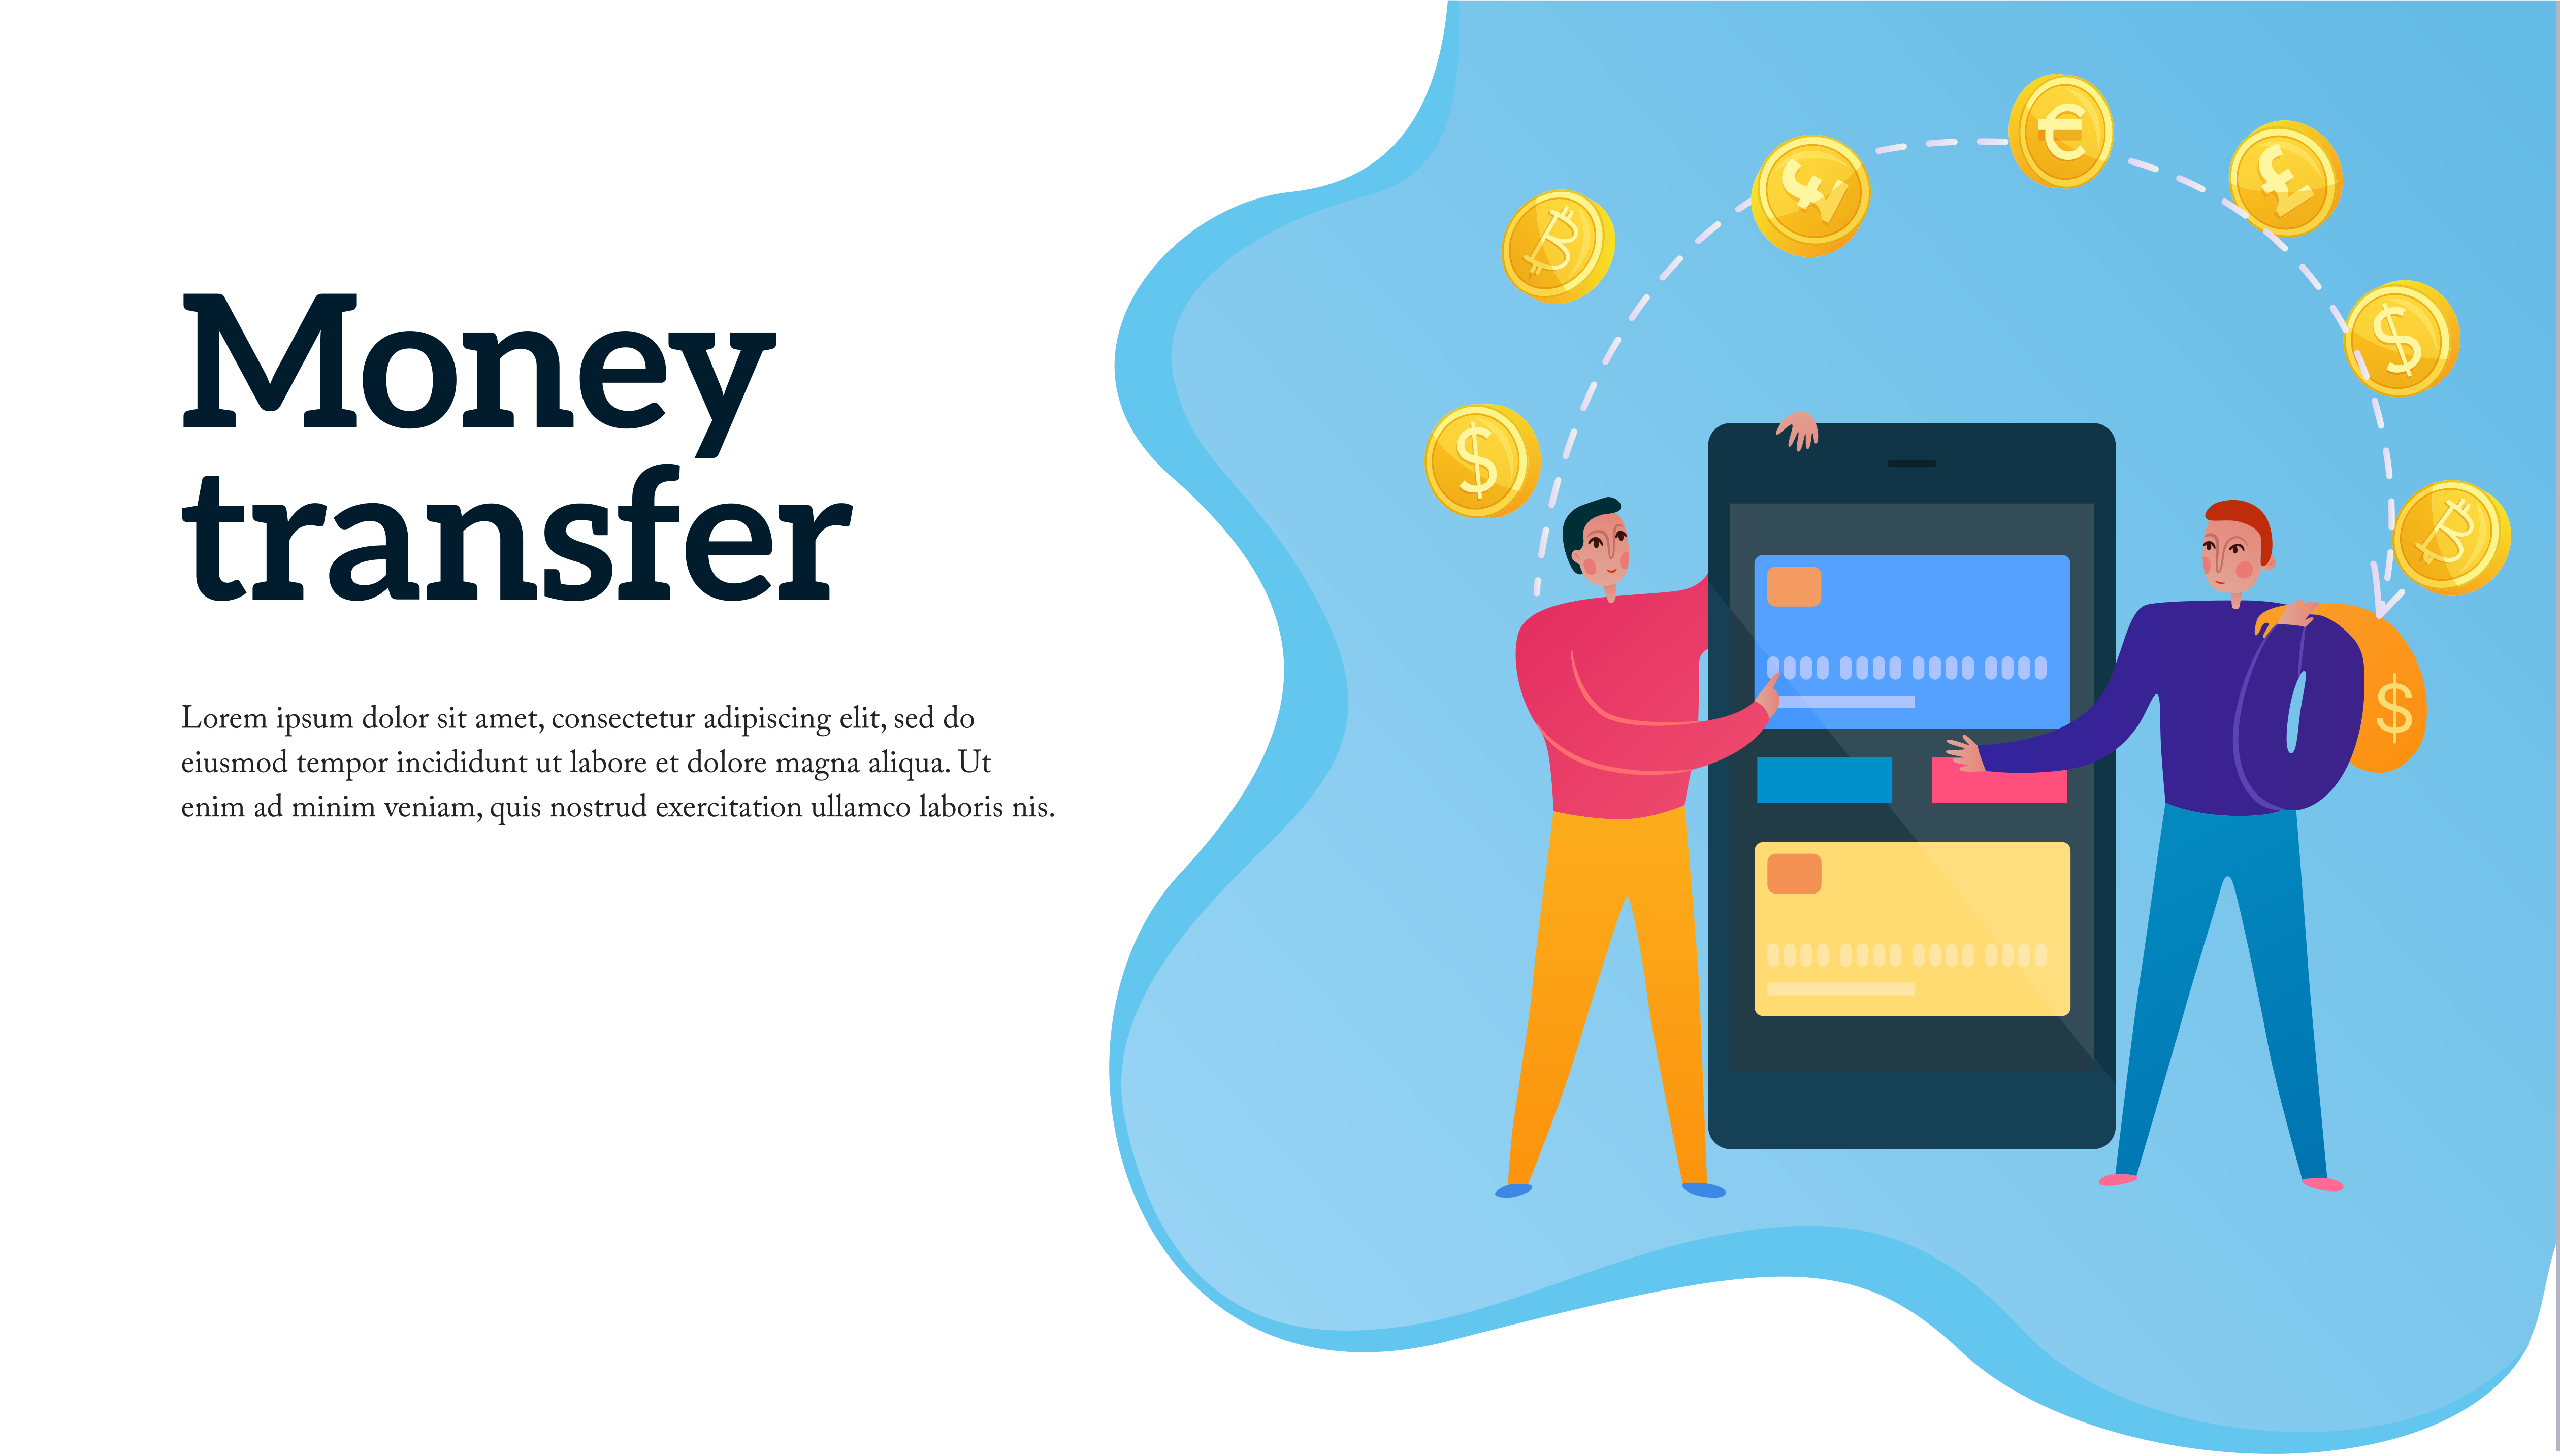 Money
transfer
Lorem ipsum dolor sit amet, consectetur adipiscing elit, sed do
eiusmod tempor incididunt ut labore et dolore magna aliqua. Ut
enim ad minim veniam, quis nostrud exercitation ullamco laboris nis.
₿
£
€
£
$
$
₿
$